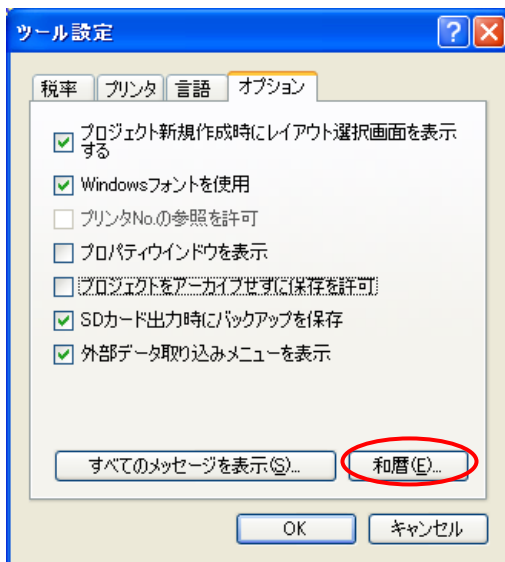 ツール設定
税率 プリンタ 言語 オプション
プロジェクト新規作成時にレイアウト選択画面を表示
する
Windowsフォントを使用
プリンタNo.の参照を許可
プロパティウインドウを表示
プロジェクトをアーカイブせずに保存を許可
SDカード出力時にバックアップを保存
外部データ取り込みメニューを表示
すべてのメッセージを表示(S)... 和暦(E)...
OK キャンセル